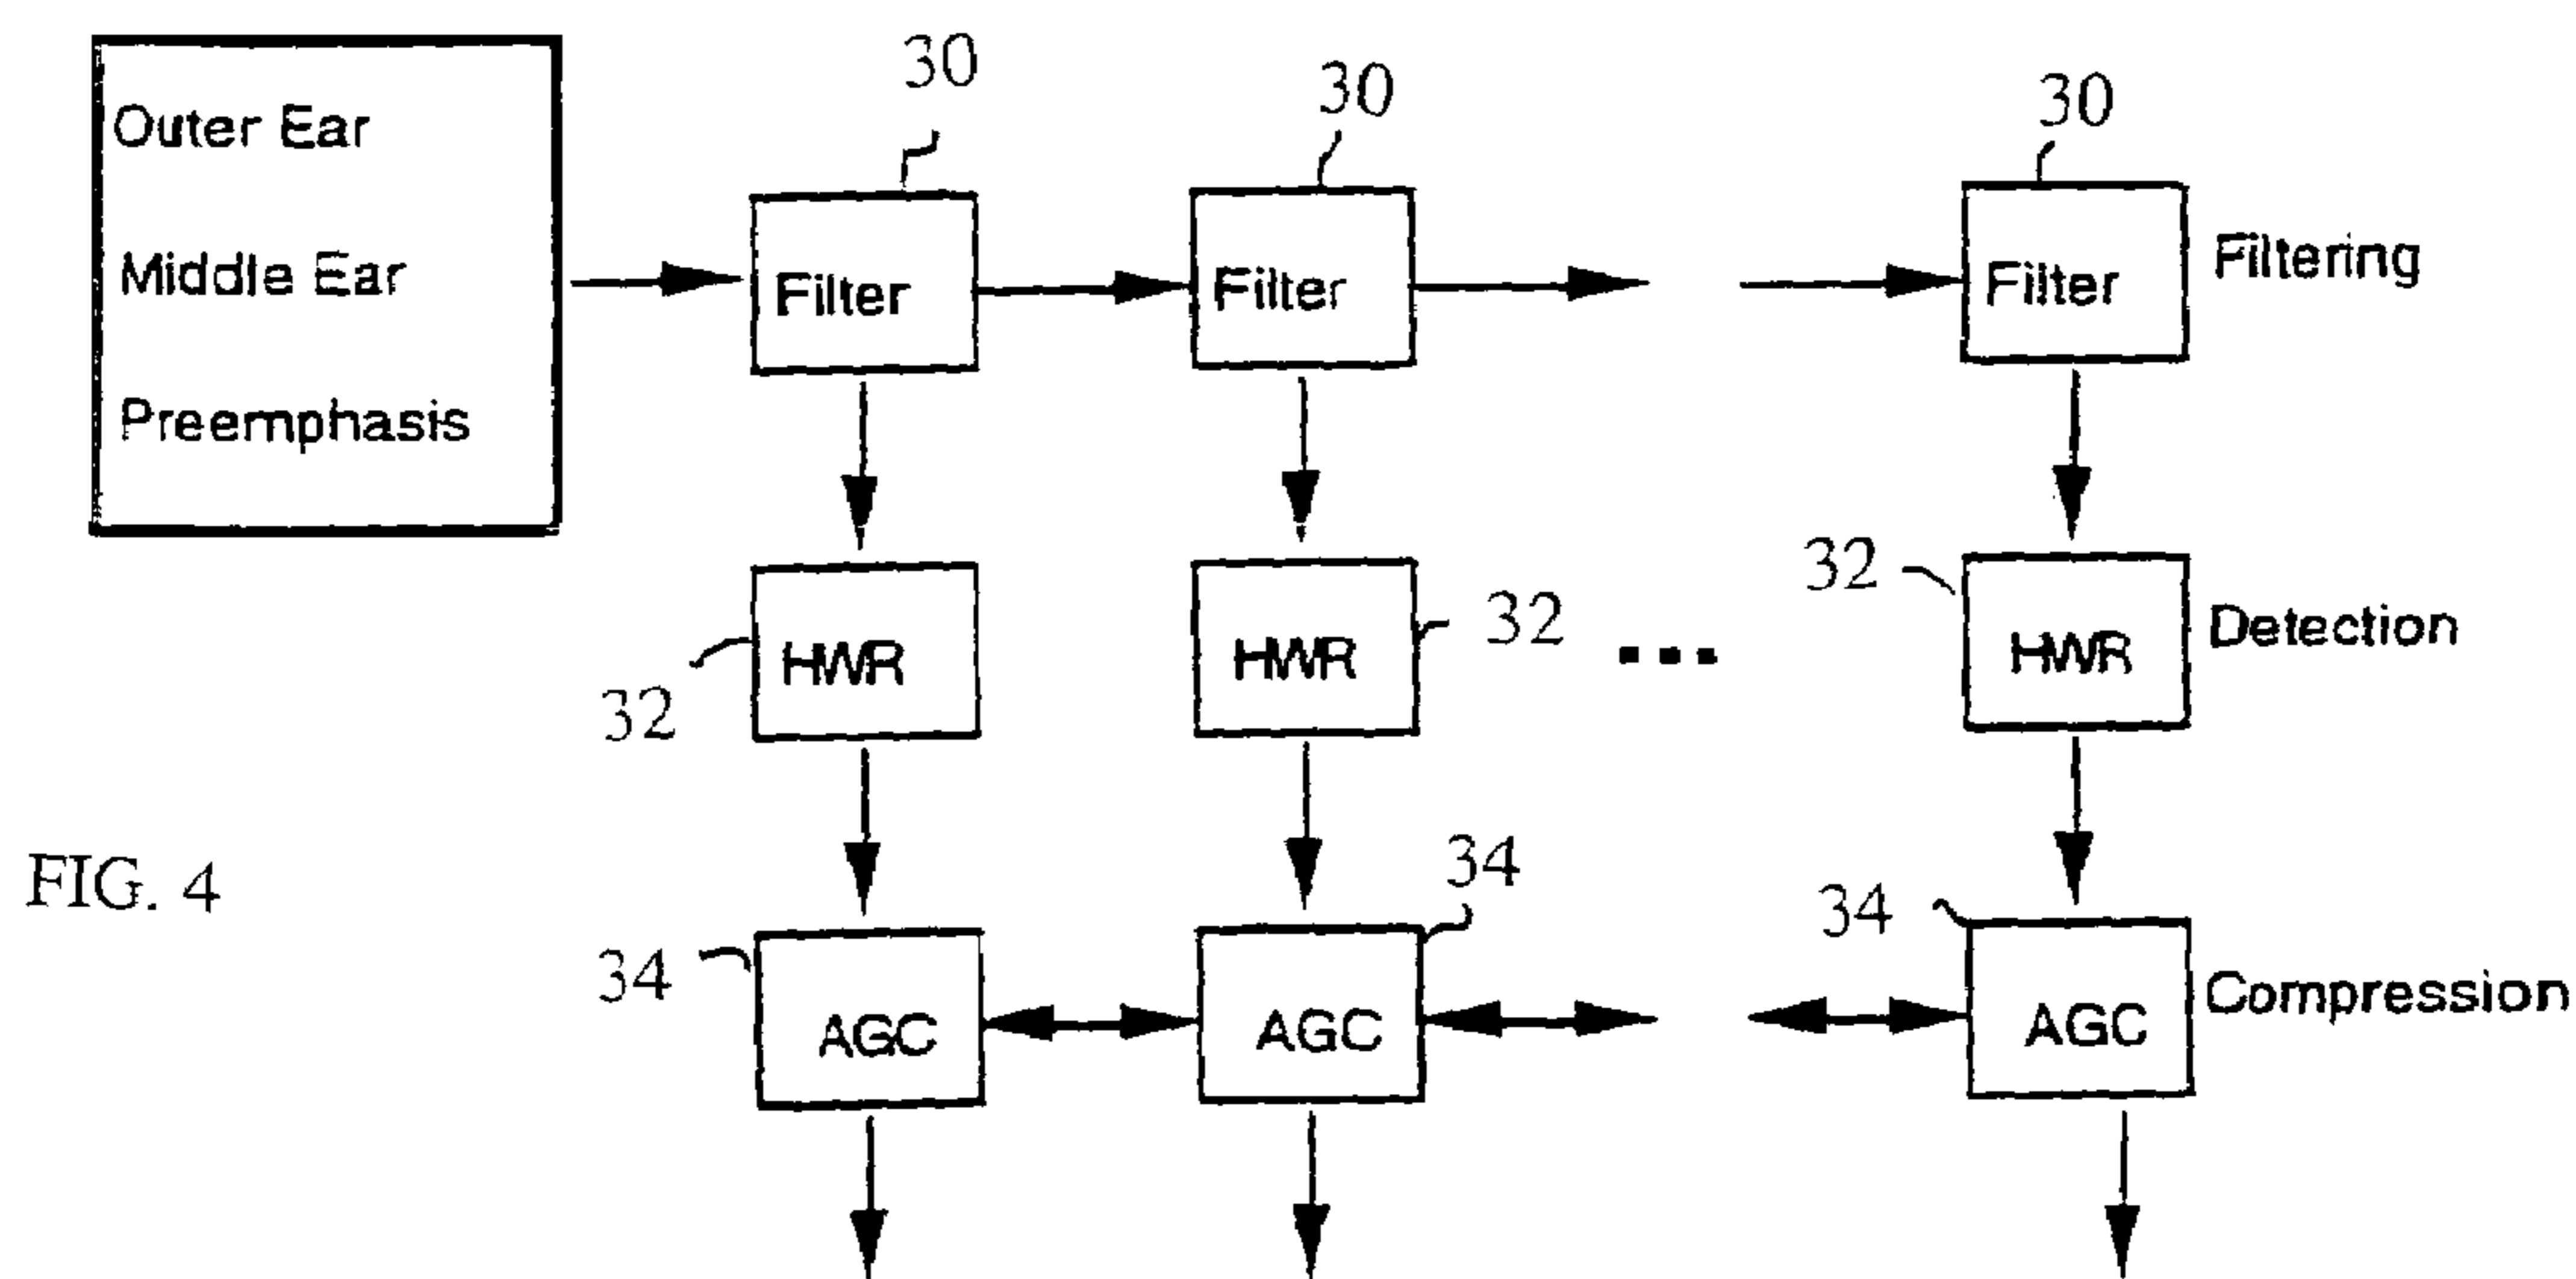 30
30
30
Outer Ear
Middle Ear
Preemphasis
Filter
Filter
Filter
Filtering
32
HWR
HWR
32
32
HWR
Detection
FIG. 4
34
AGC
34
AGC
34
AGC
Compression